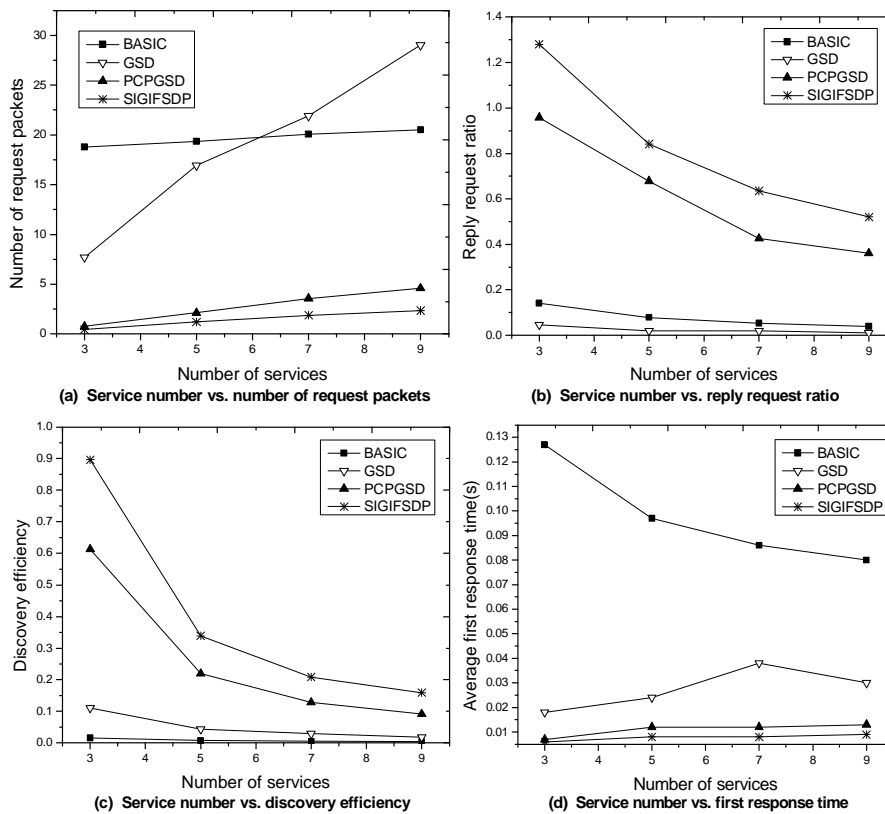 30
25
20
15
10
5
0
3
4
5
6
7
8
9
Number of request packets
BASIC
GSD
PCPGSD
SIGIFSDP
Number of services
(a) Service number vs. number of request packets
1.4
1.2
1.0
0.8
0.6
0.4
0.2
0.0
3
4
5
6
7
8
9
Reply request ratio
BASIC
GSD
PCPGSD
SIGIFSDP
Number of services
(b) Service number vs. reply request ratio
1.0
0.9
0.8
0.7
0.6
0.5
0.4
0.3
0.2
0.1
0.0
3
4
5
6
7
8
9
Discovery efficiency
BASIC
GSD
PCPGSD
SIGIFSDP
Number of services
(c) Service number vs. discovery efficiency
0.13
0.12
0.11
0.10
0.09
0.08
0.07
0.06
0.05
0.04
0.03
0.02
0.01
3
4
5
6
7
8
9
Average first response time(s)
BASIC
GSD
PCPGSD
SIGIFSDP
Number of services
(d) Service number vs. first response time